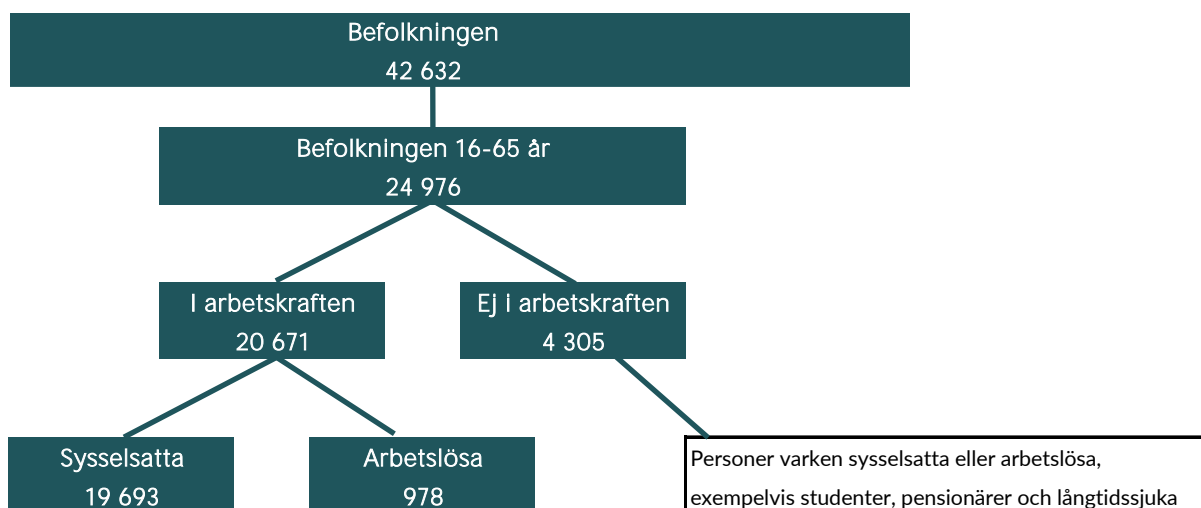 Befolkningen
42 632
Befolkningen 16-65 år
24 976
I arbetskraften
20 671
Ej i arbetskraften
4 305
Sysselsatta
19 693
Arbetslösa
978
Personer varken sysselsatta eller arbetslösa,
exempelvis studenter, pensionärer och långtidssjuka